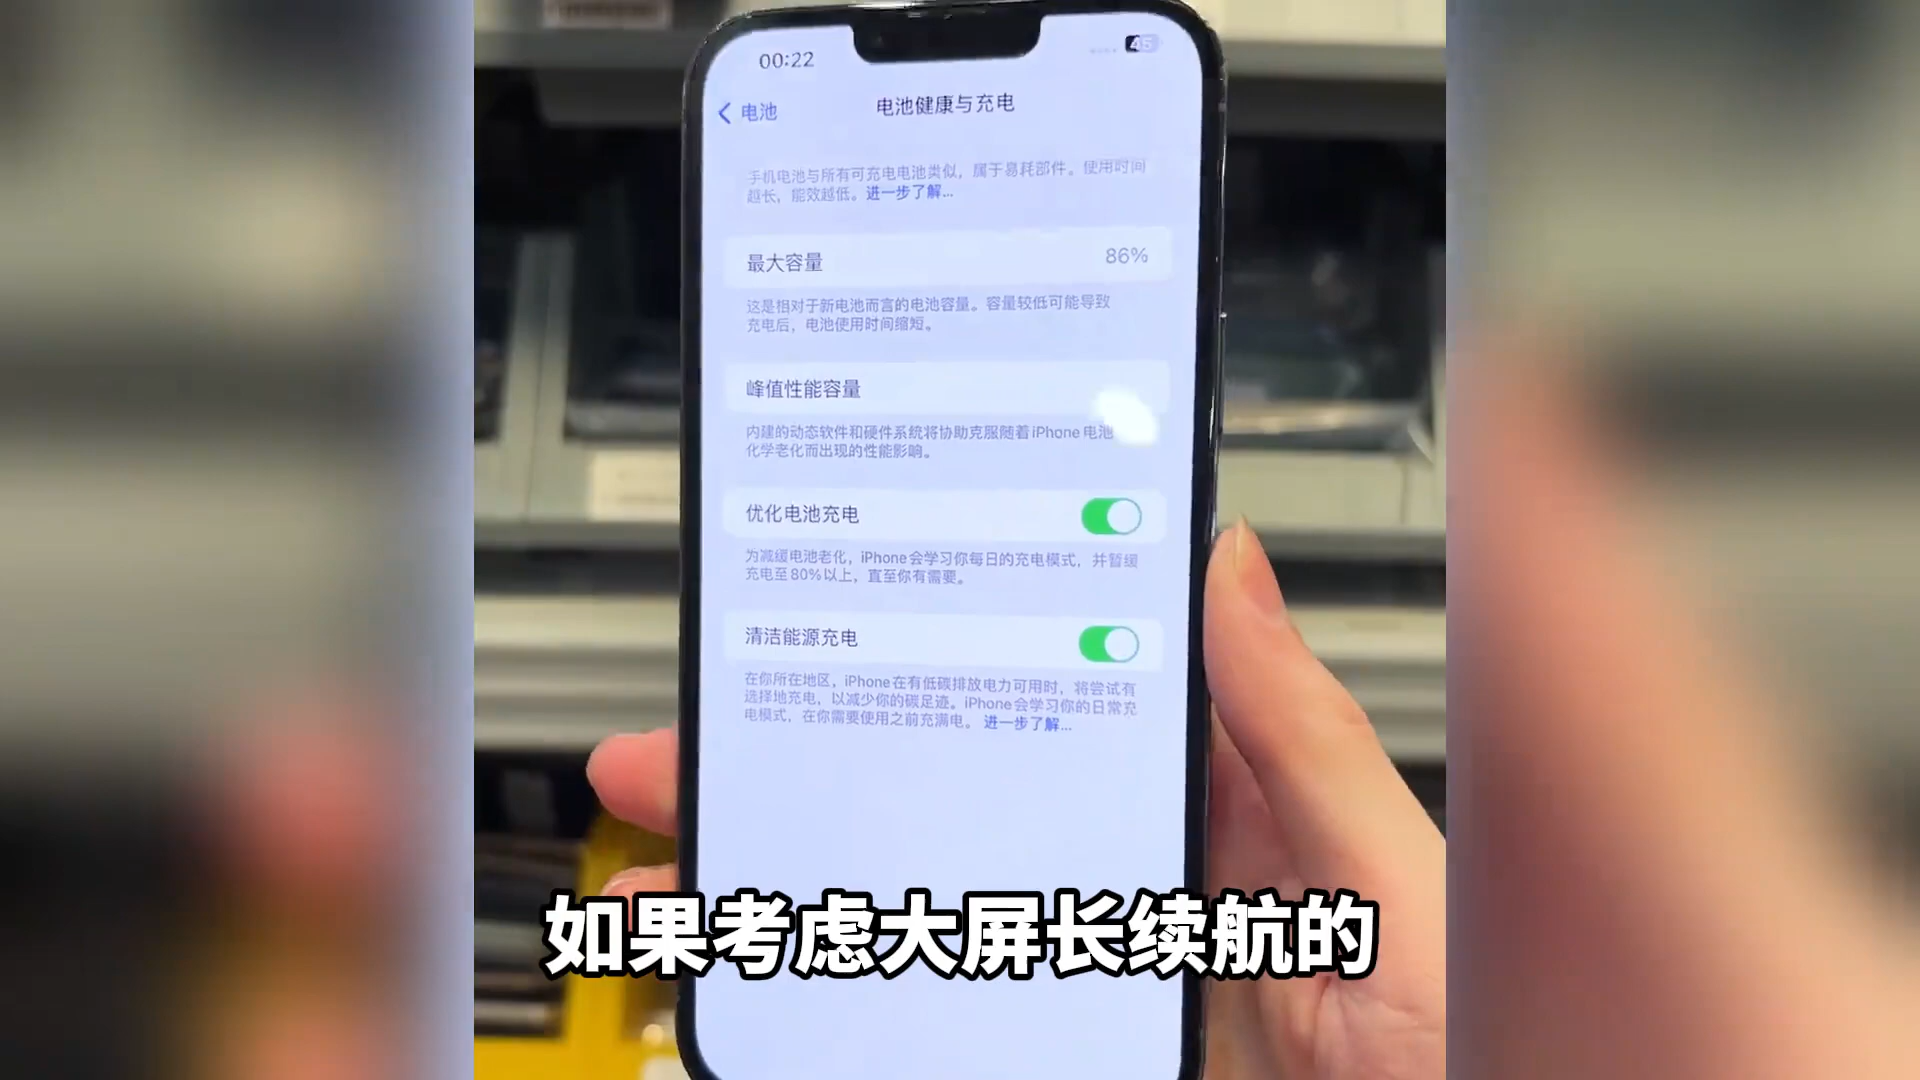 00:22
45
电池
电池健康与充电
手机电池与所有可充电电池类似，属于易耗部件。使用时间
越长，能效越低。进一步了解...
最大容量
86%
这是相对于新电池而言的电池容量。容量较低可能导致
充电后，电池使用时间缩短。
峰值性能容量
内建的动态软件和硬件系统将协助克服随着iPhone电池
化学老化而出现的性能影响。
优化电池充电
为减缓电池老化，iPhone会学习你每日的充电模式，并暂缓
充电至80%以上，直至你有需要。
清洁能源充电
在你所在地区，iPhone在有低碳排放电力可用时，将尝试有
选择地充电，以减少你的碳足迹。iPhone会学习你的日常充
电模式，在你需要使用之前充满电。进一步了解...
如果考虑大屏长续航的